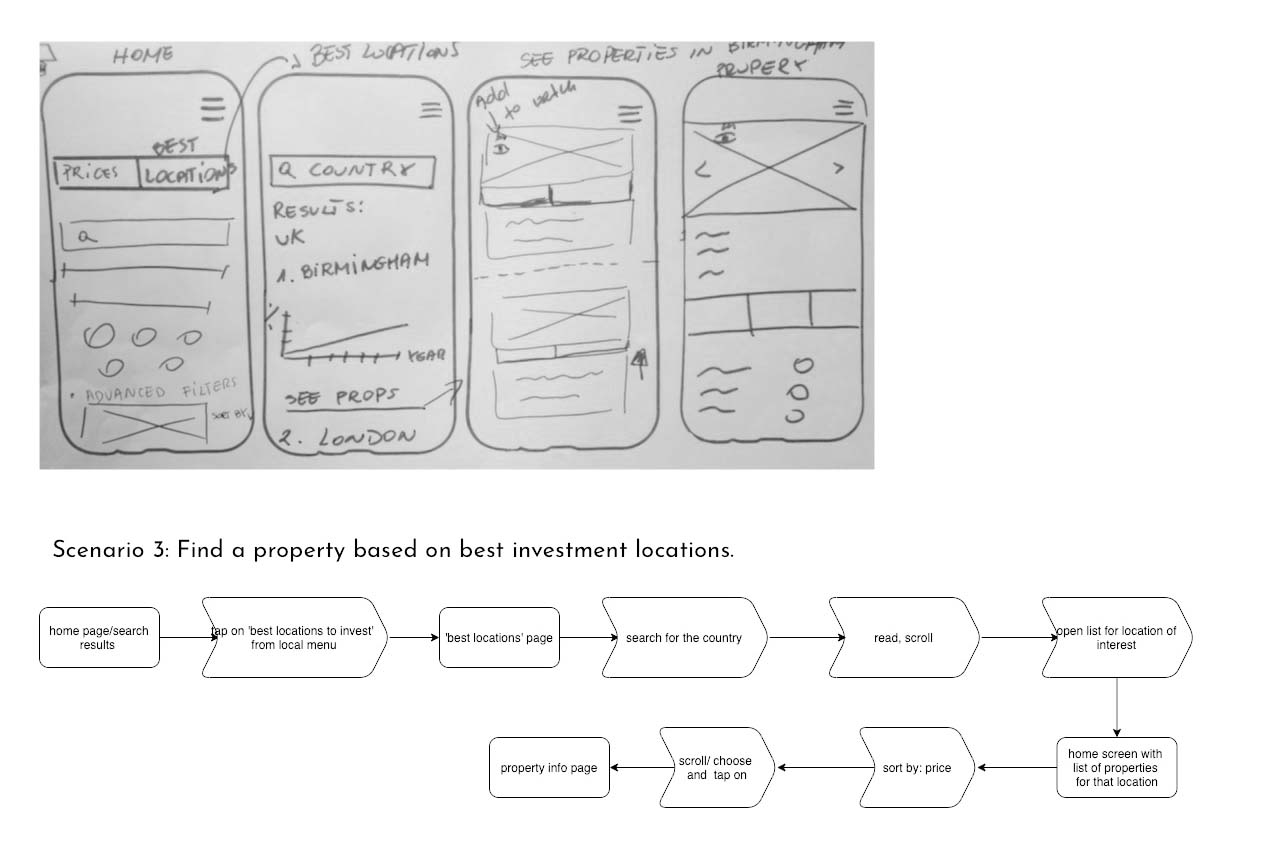 HOME
BEST LOCATIONS
SEE PROPERTIES IN BIRMINGHAM
PROPERY
BEST
PRICES
LOCATIONS
Q
ADVANCED FILTERS
SORT BY
Q COUNTRY
RESULTS:
UK
1. BIRMINGHAM
%
YEAR
SEE PROPS
2. LONDON
Add
to watch
<
>
Scenario 3: Find a property based on best investment locations.
home page/search
results
tap on 'best locations to invest'
from local menu
'best locations' page
search for the country
read, scroll
open list for location of
interest
property info page
scroll/ choose
and tap on
sort by: price
home screen with
list of properties
for that location